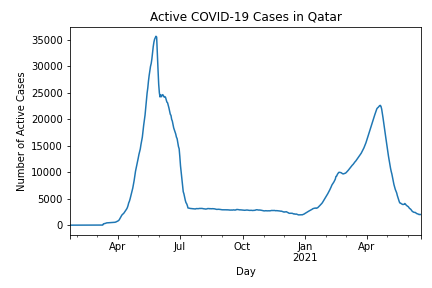 Active COVID-19 Cases in Qatar
Number of Active Cases
35000
30000
25000
20000
15000
10000
5000
0
Apr Jul Oct Jan Apr
2021
Day